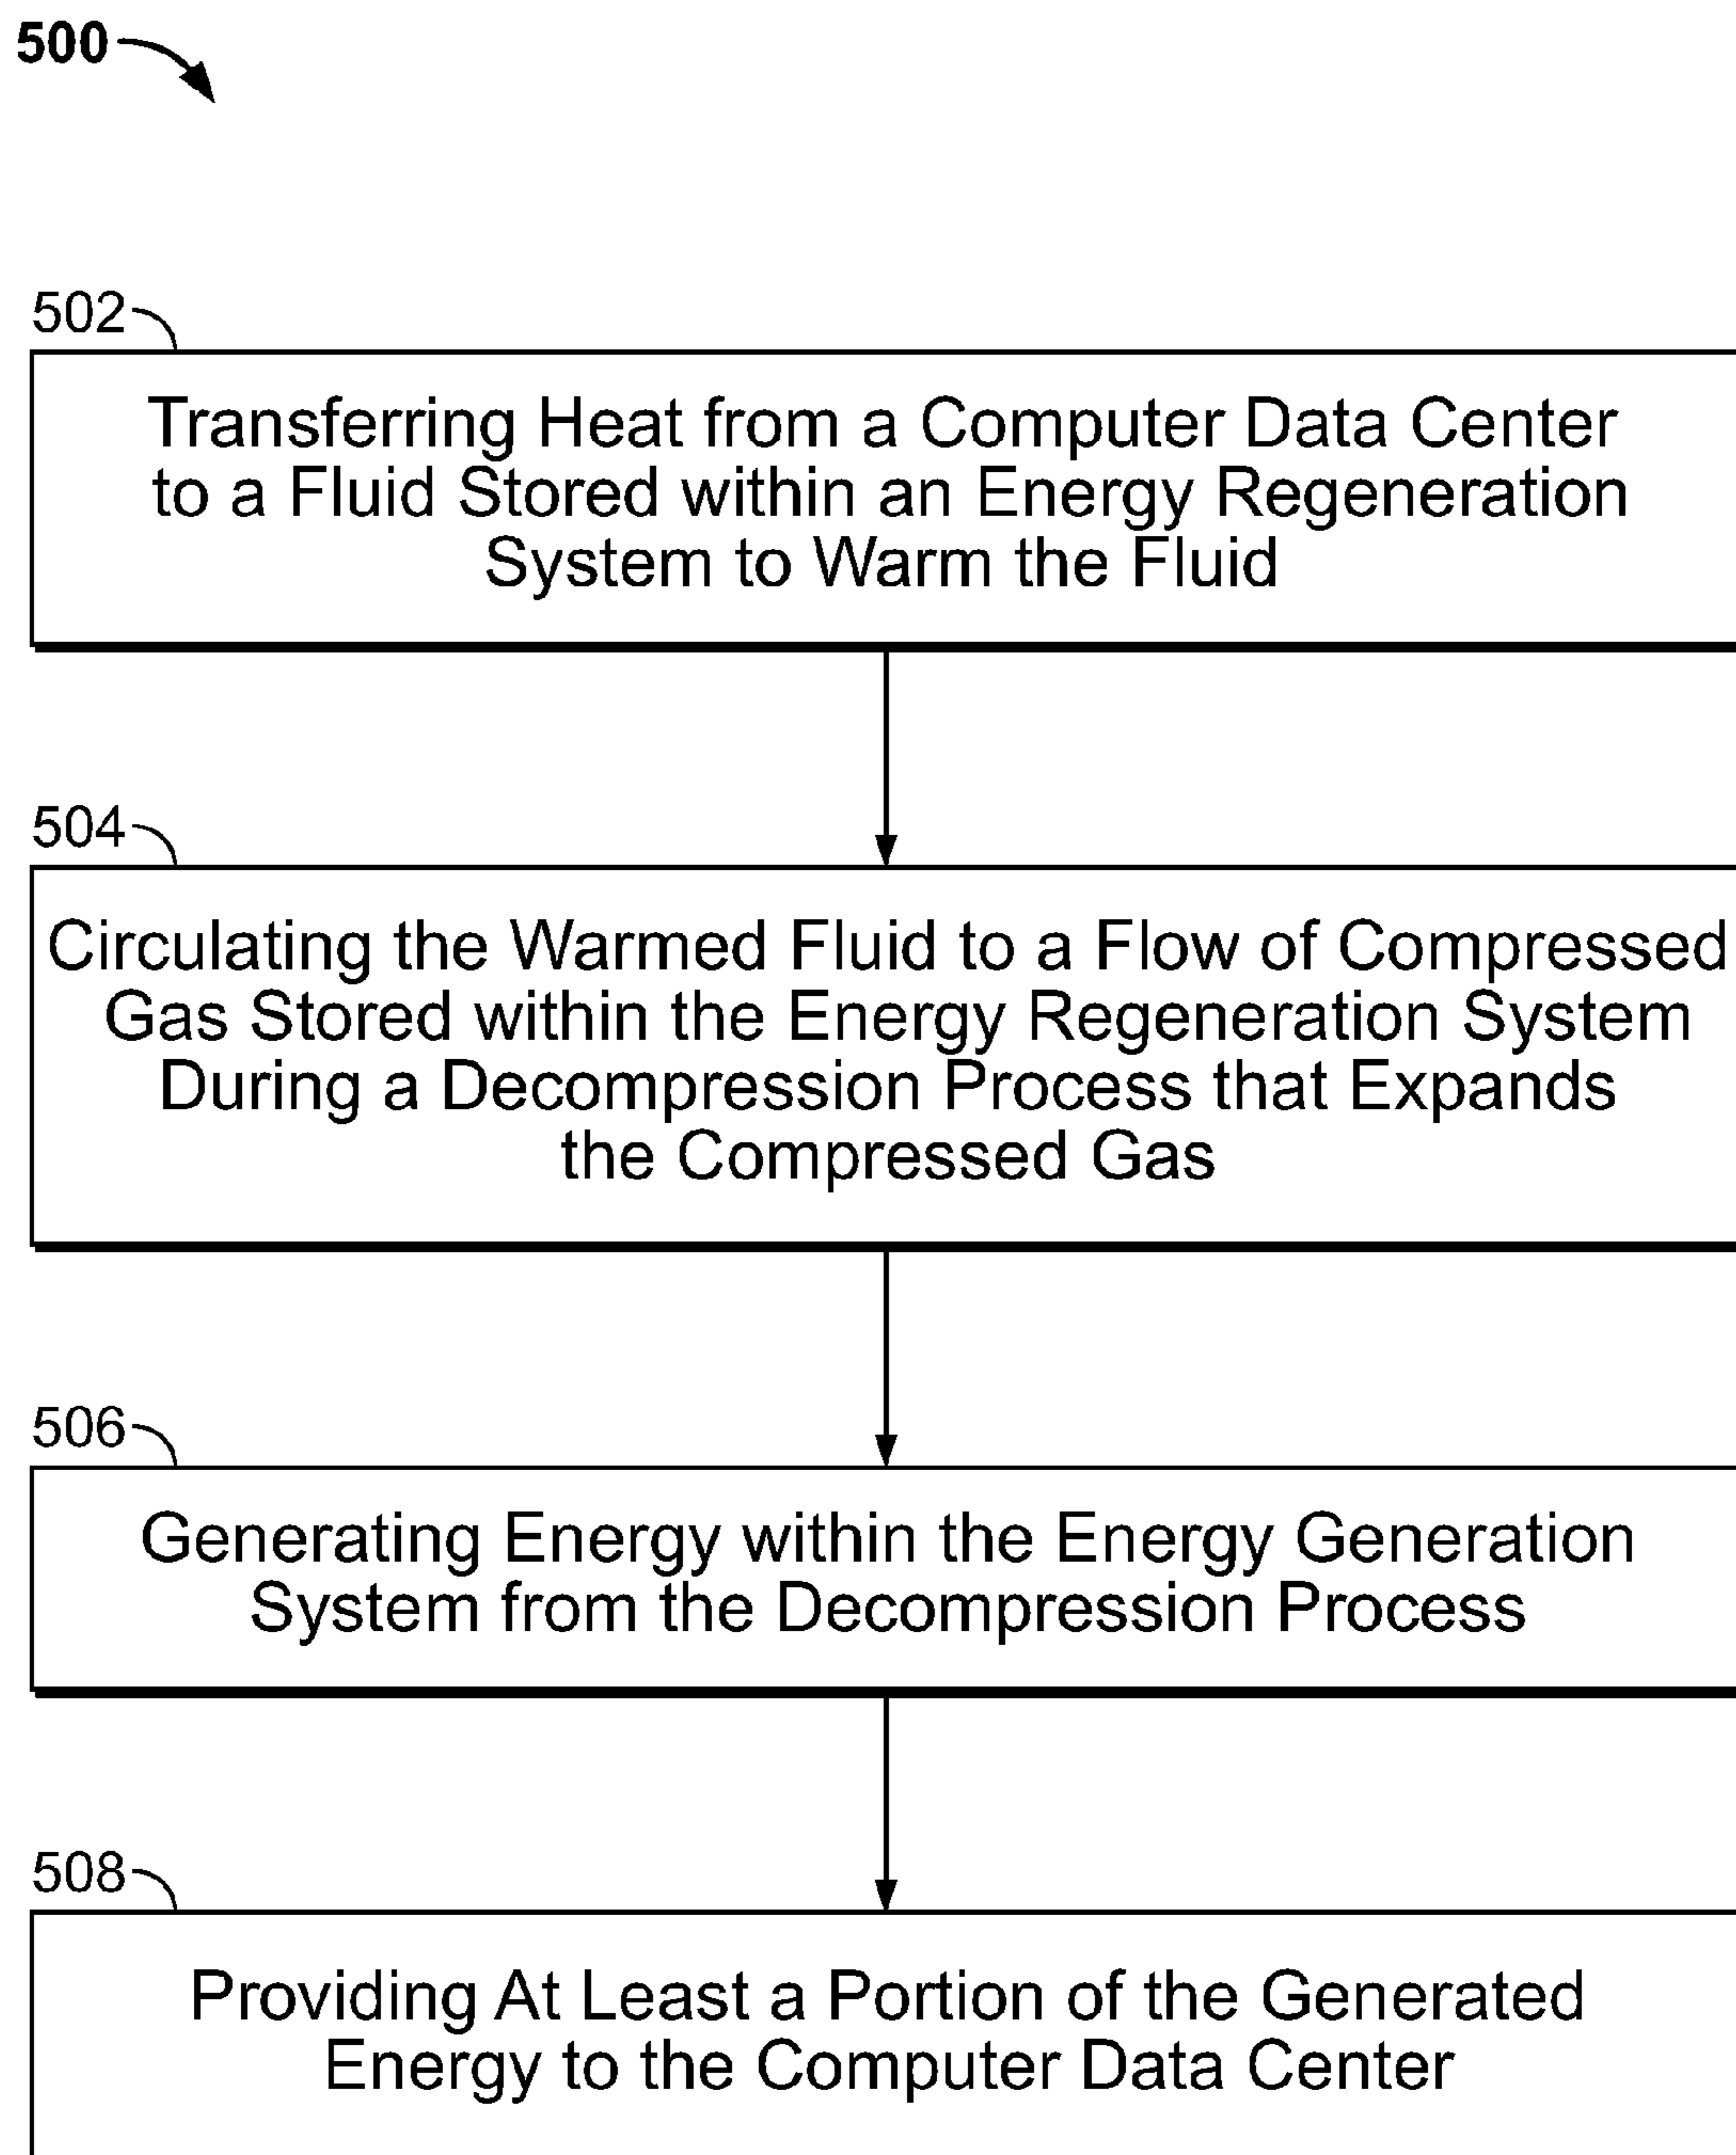 500
502
Transferring Heat from a Computer Data Center
to a Fluid Stored within an Energy Regeneration
System to Warm the Fluid
504
Circulating the Warmed Fluid to a Flow of Compressed
Gas Stored within the Energy Regeneration System
During a Decompression Process that Expands
the Compressed Gas
506
Generating Energy within the Energy Generation
System from the Decompression Process
508
Providing At Least a Portion of the Generated
Energy to the Computer Data Center